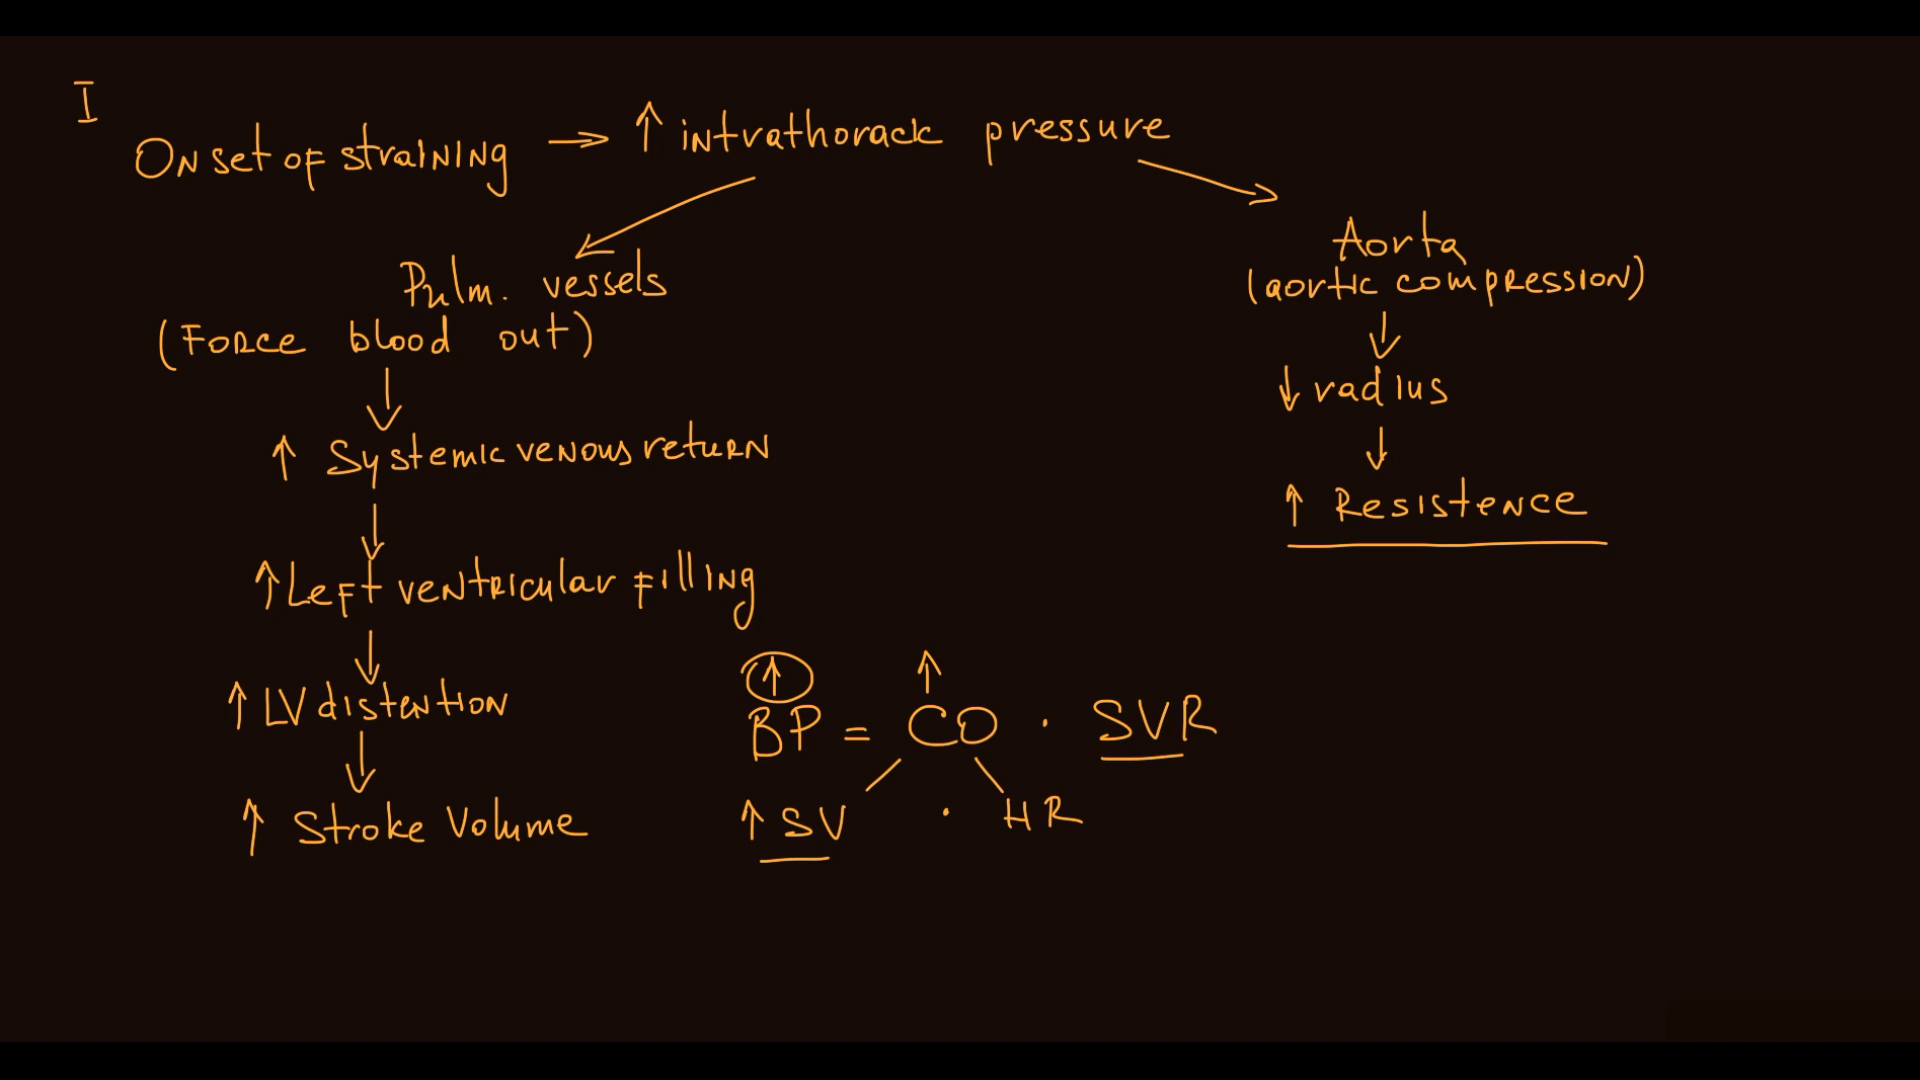 I
Onset of straining → ↑ intrathorack pressure
Pulm. vessels
(Force blood out)
↓
↑ Systemic venous return
↓
↑ Left ventricular filling
↓
↑ LV distention
↓
↑ Stroke Volume
Aorta
(aortic compression)
↓
↓ radius
↓
↑ Resistence
↑ ↑
BP = CO · SVR
↑ SV · HR